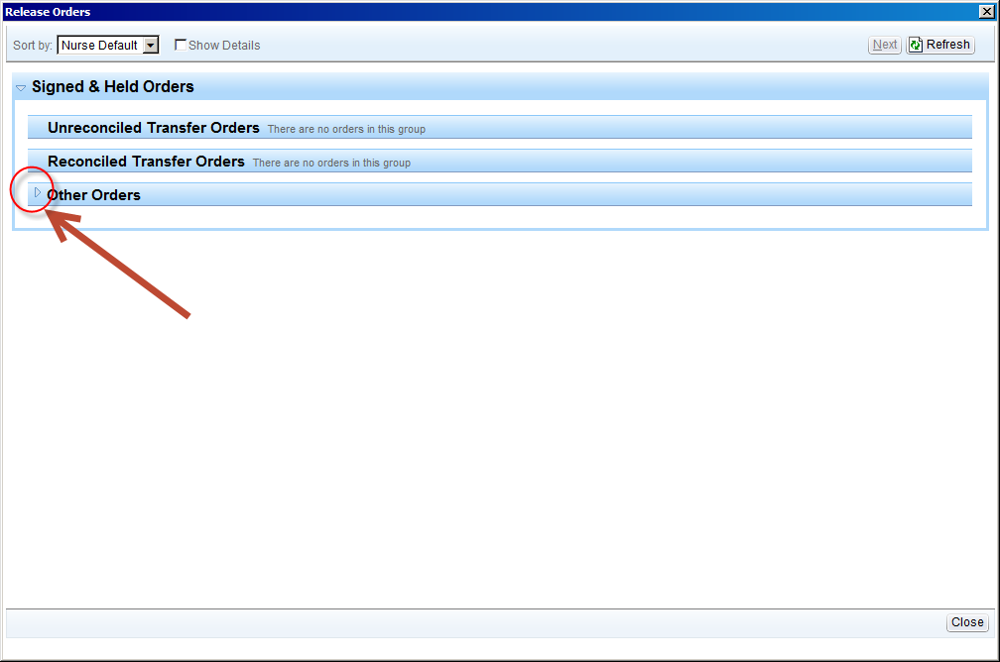 Release Orders
Sort by: Nurse Default Show Details Next Refresh
Signed & Held Orders
Unreconciled Transfer Orders There are no orders in this group
Reconciled Transfer Orders There are no orders in this group
Other Orders
Close